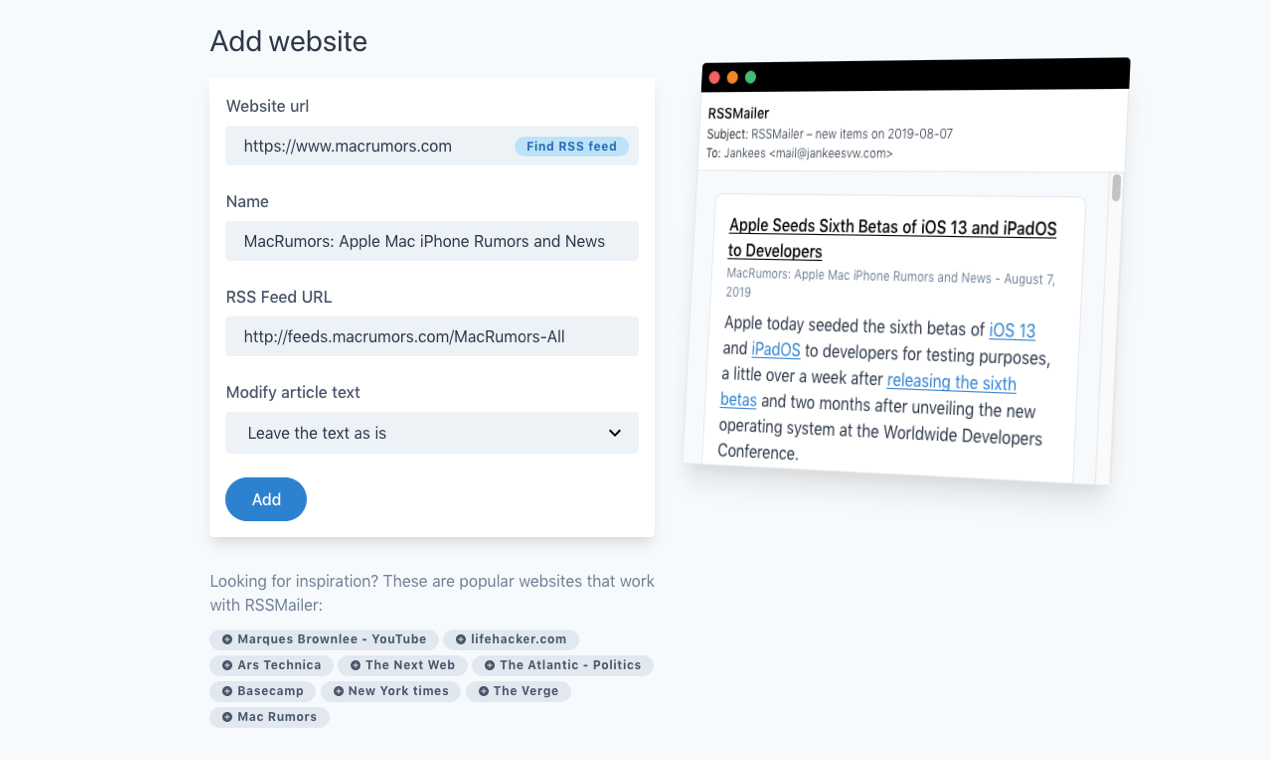 Add website
Website url
https://www.macrumors.com
Find RSS feed
Name
MacRumors: Apple Mac iPhone Rumors and News
RSS Feed URL
http://feeds.macrumors.com/MacRumors-All
Modify article text
Leave the text as is
Add
Looking for inspiration? These are popular websites that work
with RSSMailer:
Marques Brownlee - YouTube
lifehacker.com
Ars Technica
The Next Web
The Atlantic - Politics
Basecamp
New York times
The Verge
Mac Rumors
RSSMailer
Subject: RSSMailer – new items on 2019-08-07
To: Jankees <mail@jankeesvw.com>
Apple Seeds Sixth Betas of iOS 13 and iPadOS
to Developers
MacRumors: Apple Mac iPhone Rumors and News - August 7,
2019
Apple today seeded the sixth betas of iOS 13
and iPadOS to developers for testing purposes,
a little over a week after releasing the sixth
betas and two months after unveiling the new
operating system at the Worldwide Developers
Conference.